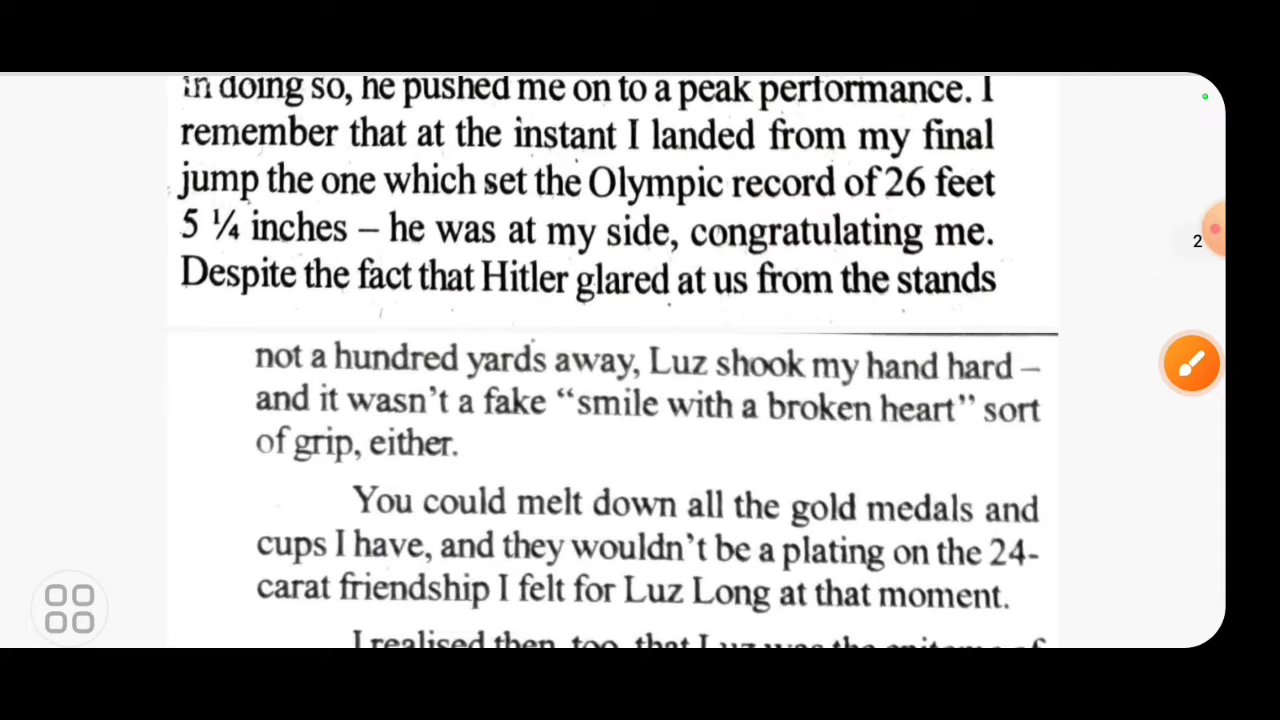 in doing so, he pushed me on to a peak performance. I
remember that at the instant I landed from my final
jump the one which set the Olympic record of 26 feet
5 ¼ inches – he was at my side, congratulating me.
Despite the fact that Hitler glared at us from the stands
2
not a hundred yards away, Luz shook my hand hard –
and it wasn't a fake “smile with a broken heart” sort
of grip, either.
You could melt down all the gold medals and
cups I have, and they wouldn't be a plating on the 24-
carat friendship I felt for Luz Long at that moment.
I realised then, too, that Luz was the epitome of